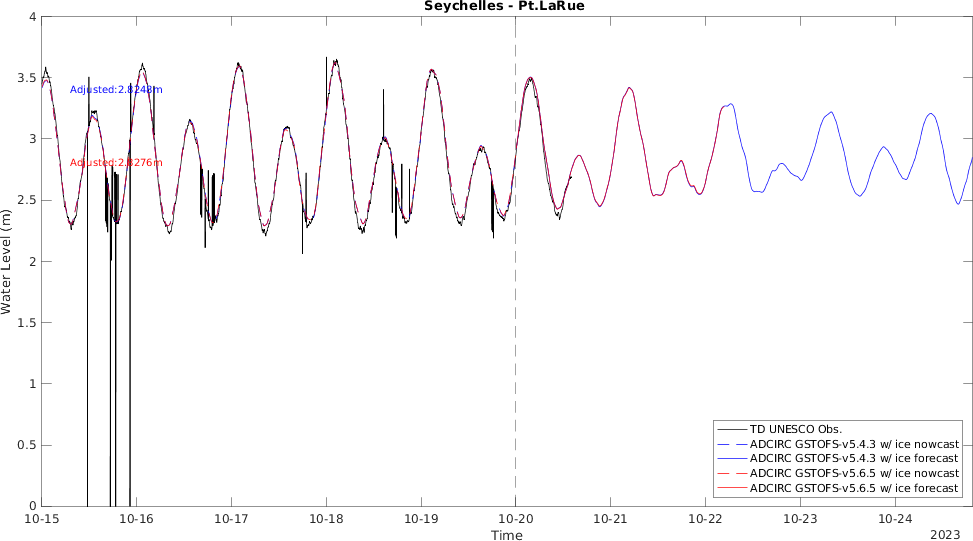 Seychelles - Pt.LaRue
4
3.5
3
2.5
2
1.5
1
0.5
0
Water Level (m)
Adjusted:2.8248m
Adjusted:2.8276m
TD UNESCO Obs.
ADCIRC GSTOFS-v5.4.3 w/ ice nowcast
ADCIRC GSTOFS-v5.4.3 w/ ice forecast
ADCIRC GSTOFS-v5.6.5 w/ ice nowcast
ADCIRC GSTOFS-v5.6.5 w/ ice forecast
10-15 10-16 10-17 10-18 10-19 10-20 10-21 10-22 10-23 10-24
Time
2023